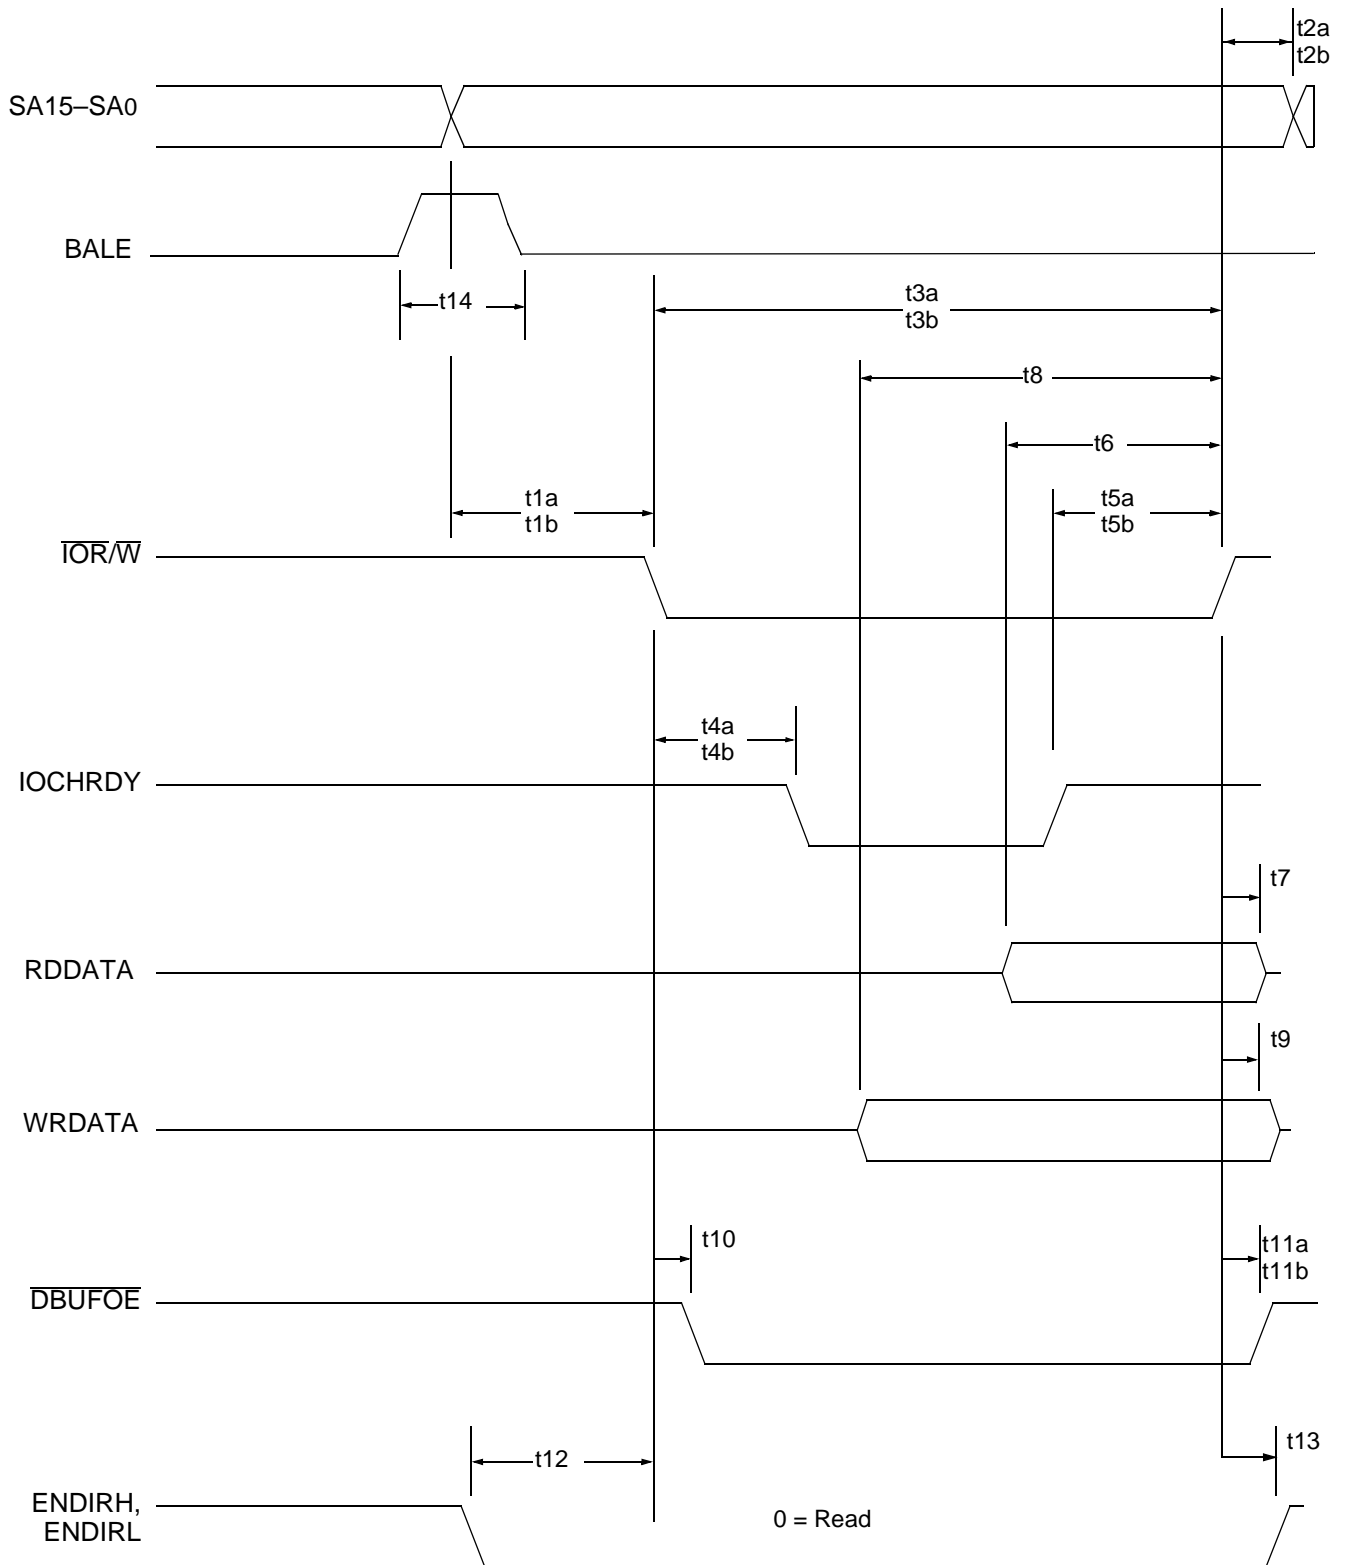 t2a
t2b
SA15–SA0
BALE
t14
t3a
t3b
t8
t6
t1a
t1b
t5a
t5b
IOR/W
t4a
t4b
IOCHRDY
t7
RDDATA
t9
WRDATA
t10
t11a
t11b
DBUFOE
t12
t13
ENDIRH,
ENDIRL
0 = Read